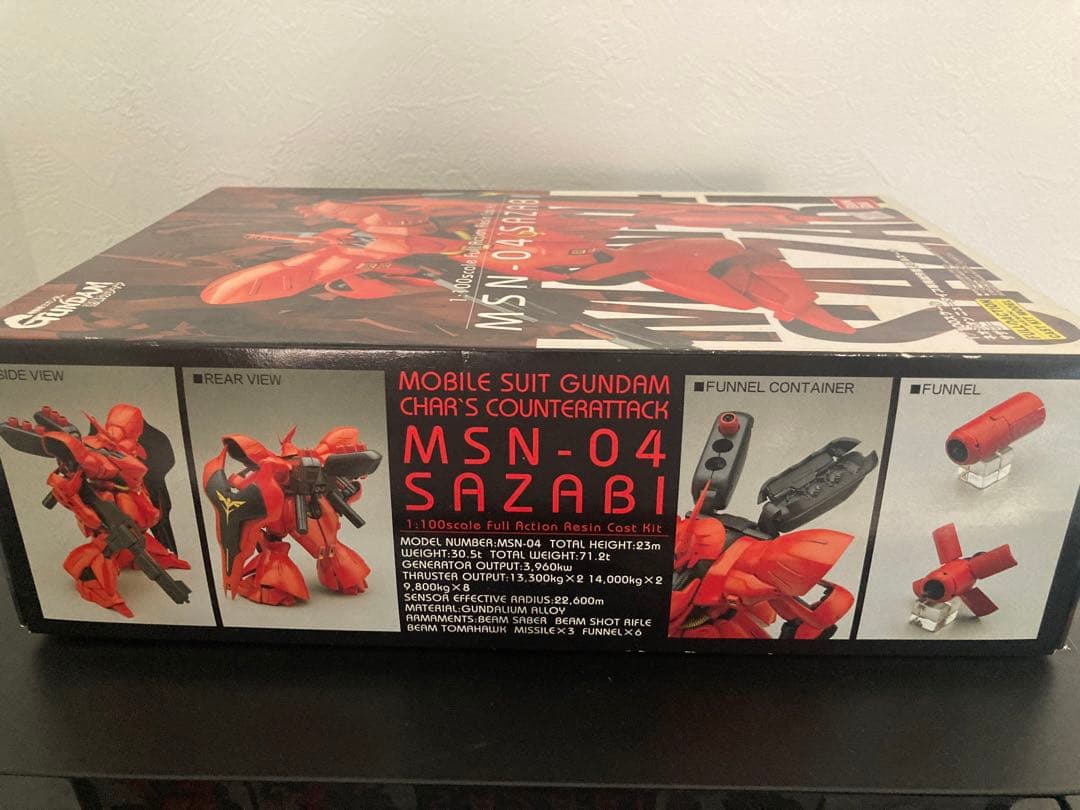 GUNDAM
1:100scale Full Action
MSN-04 SAZABI
SIDE VIEW
■REAR VIEW
MOBILE SUIT GUNDAM
CHAR'S COUNTERATTACK
MSN-04
SAZABI
1:100scale Full Action Resin Cast Kit
MODEL NUMBER:MSN-04 TOTAL HEIGHT:23m
WEIGHT:30.5t TOTAL WEIGHT:71.2t
GENERATOR OUTPUT:3,960kw
THRUSTER OUTPUT:13,300kg×2 14,000kg×2
9,800kg×8
SENSOR EFFECTIVE RADIUS:22,600m
MATERIAL:GUNDALIUM ALLOY
ARMAMENTS:BEAM SABER BEAM SHOT RIFLE
BEAM TOMAHAWK MISSILE×3 FUNNEL×6
■FUNNEL CONTAINER
■FUNNEL